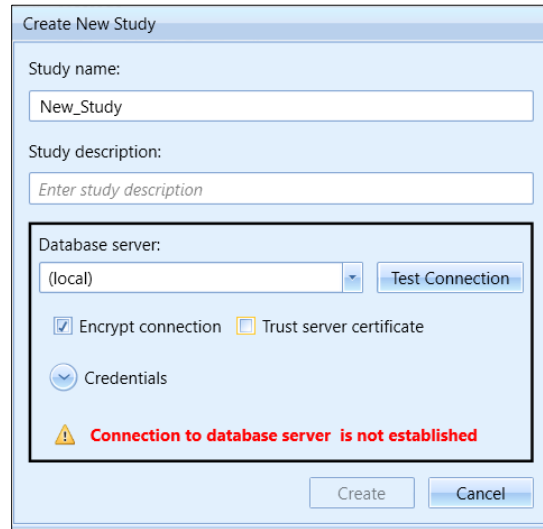 Create New Study
Study name:
New_Study
Study description:
Enter study description
Database server:
(local)
Test Connection
Encrypt connection
Trust server certificate
Credentials
Connection to database server  is not established
Create
Cancel